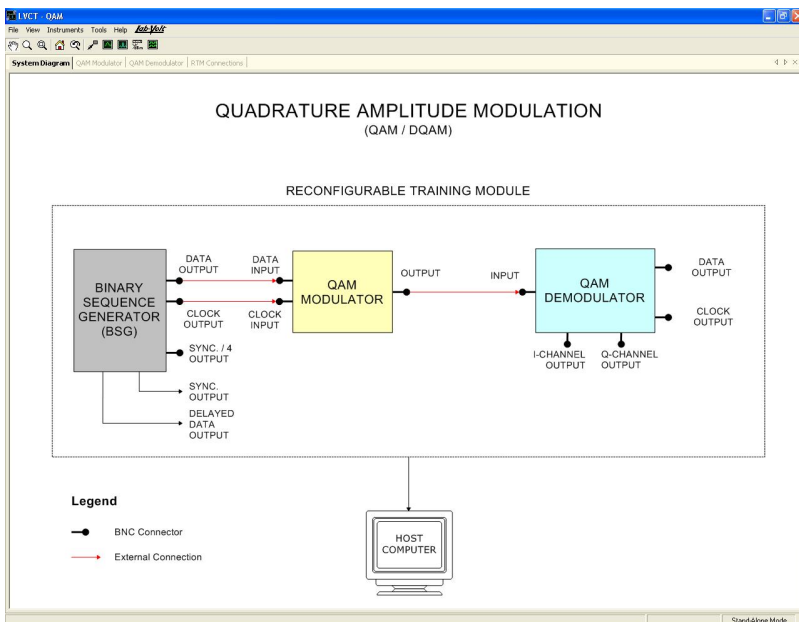 LVCT - QAM
File View Instruments Tools Help Lab-Volt
System Diagram QAM Modulator QAM Demodulator RTM Connections
QUADRATURE AMPLITUDE MODULATION
(QAM / DQAM)
RECONFIGURABLE TRAINING MODULE
BINARY
SEQUENCE
GENERATOR
(BSG)
DATA
OUTPUT
DATA
INPUT
CLOCK
OUTPUT
CLOCK
INPUT
SYNC. / 4
OUTPUT
SYNC.
OUTPUT
DELAYED
DATA
OUTPUT
QAM
MODULATOR
OUTPUT
INPUT
QAM
DEMODULATOR
DATA
OUTPUT
CLOCK
OUTPUT
I-CHANNEL
OUTPUT
Q-CHANNEL
OUTPUT
Legend
BNC Connector
External Connection
HOST
COMPUTER
Stand-Alone Mode